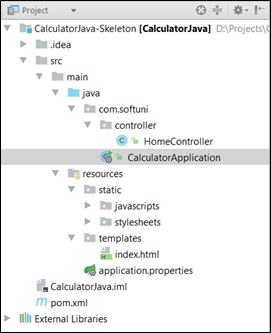 Project
CalculatorJava-Skeleton [CalculatorJava] D:\Projects\
.idea
src
main
java
com.softuni
controller
HomeController
CalculatorApplication
resources
static
javascripts
stylesheets
templates
index.html
application.properties
CalculatorJava.iml
pom.xml
External Libraries